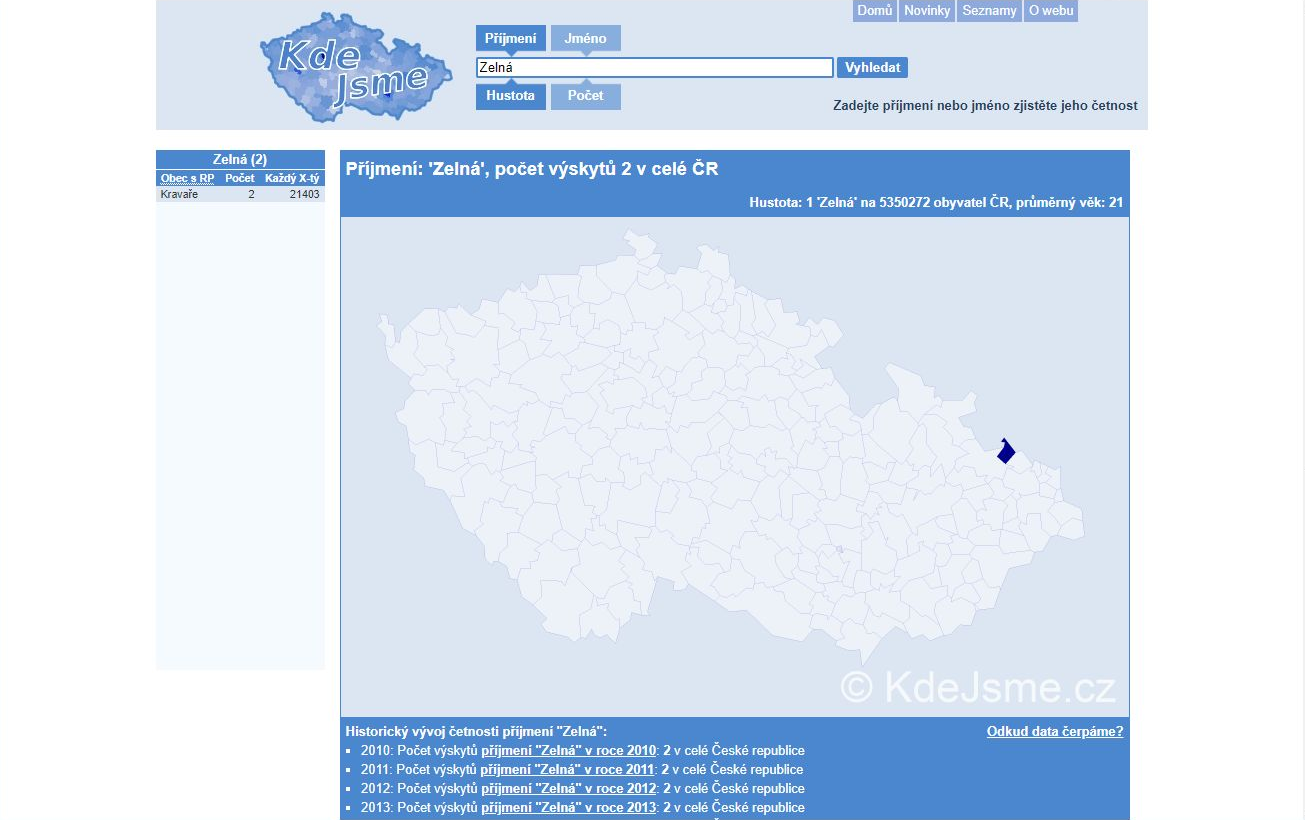 Domů Novinky Seznamy O webu
Kde
Jsme
Příjmení Jméno
Zelná Vyhledat
Hustota Počet
Zadejte příjmení nebo jméno zjistěte jeho četnost
Zelná (2)
Obec s RP Počet Každý X-tý
Kravaře 2 21403
Příjmení: 'Zelná', počet výskytů 2 v celé ČR
Hustota: 1 'Zelná' na 5350272 obyvatel ČR, průměrný věk: 21
© KdeJsme.cz
Historický vývoj četnosti příjmení "Zelná": Odkud data čerpáme?
2010: Počet výskytů příjmení "Zelná" v roce 2010: 2 v celé České republice
2011: Počet výskytů příjmení "Zelná" v roce 2011: 2 v celé České republice
2012: Počet výskytů příjmení "Zelná" v roce 2012: 2 v celé České republice
2013: Počet výskytů příjmení "Zelná" v roce 2013: 2 v celé České republice